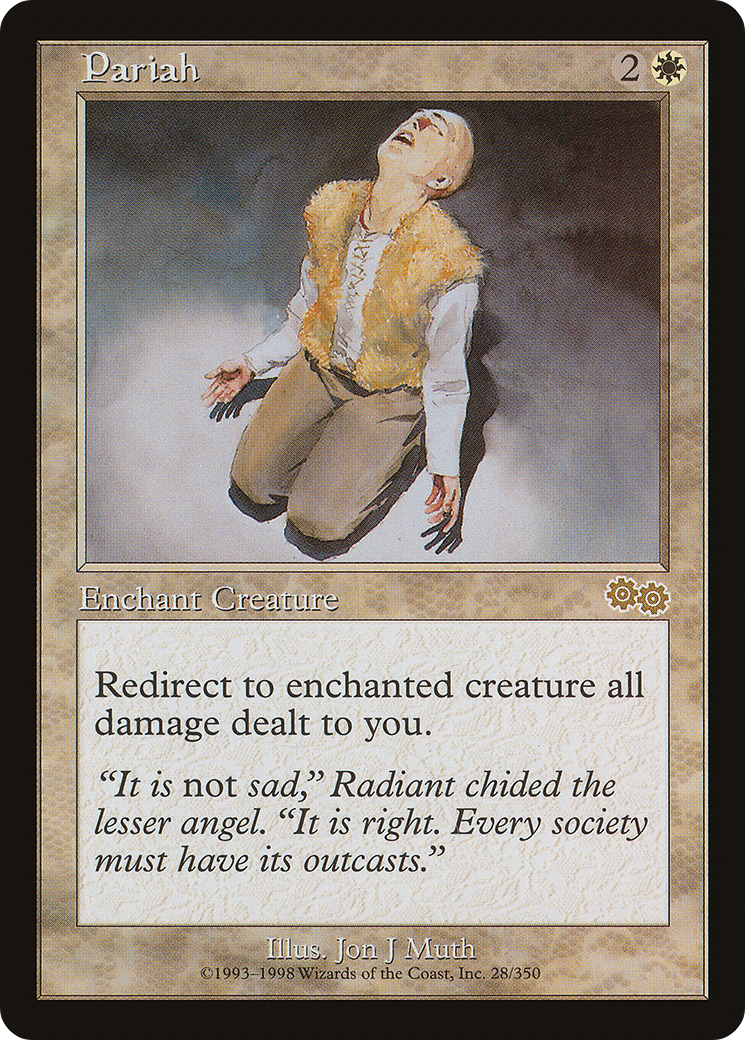 Pariah 2
Enchant Creature
Redirect to enchanted creature all
damage dealt to you.
“It is not sad,” Radiant chided the
lesser angel. “It is right. Every society
must have its outcasts.”
Illus. Jon J Muth
©1993–1998 Wizards of the Coast, Inc. 28/350